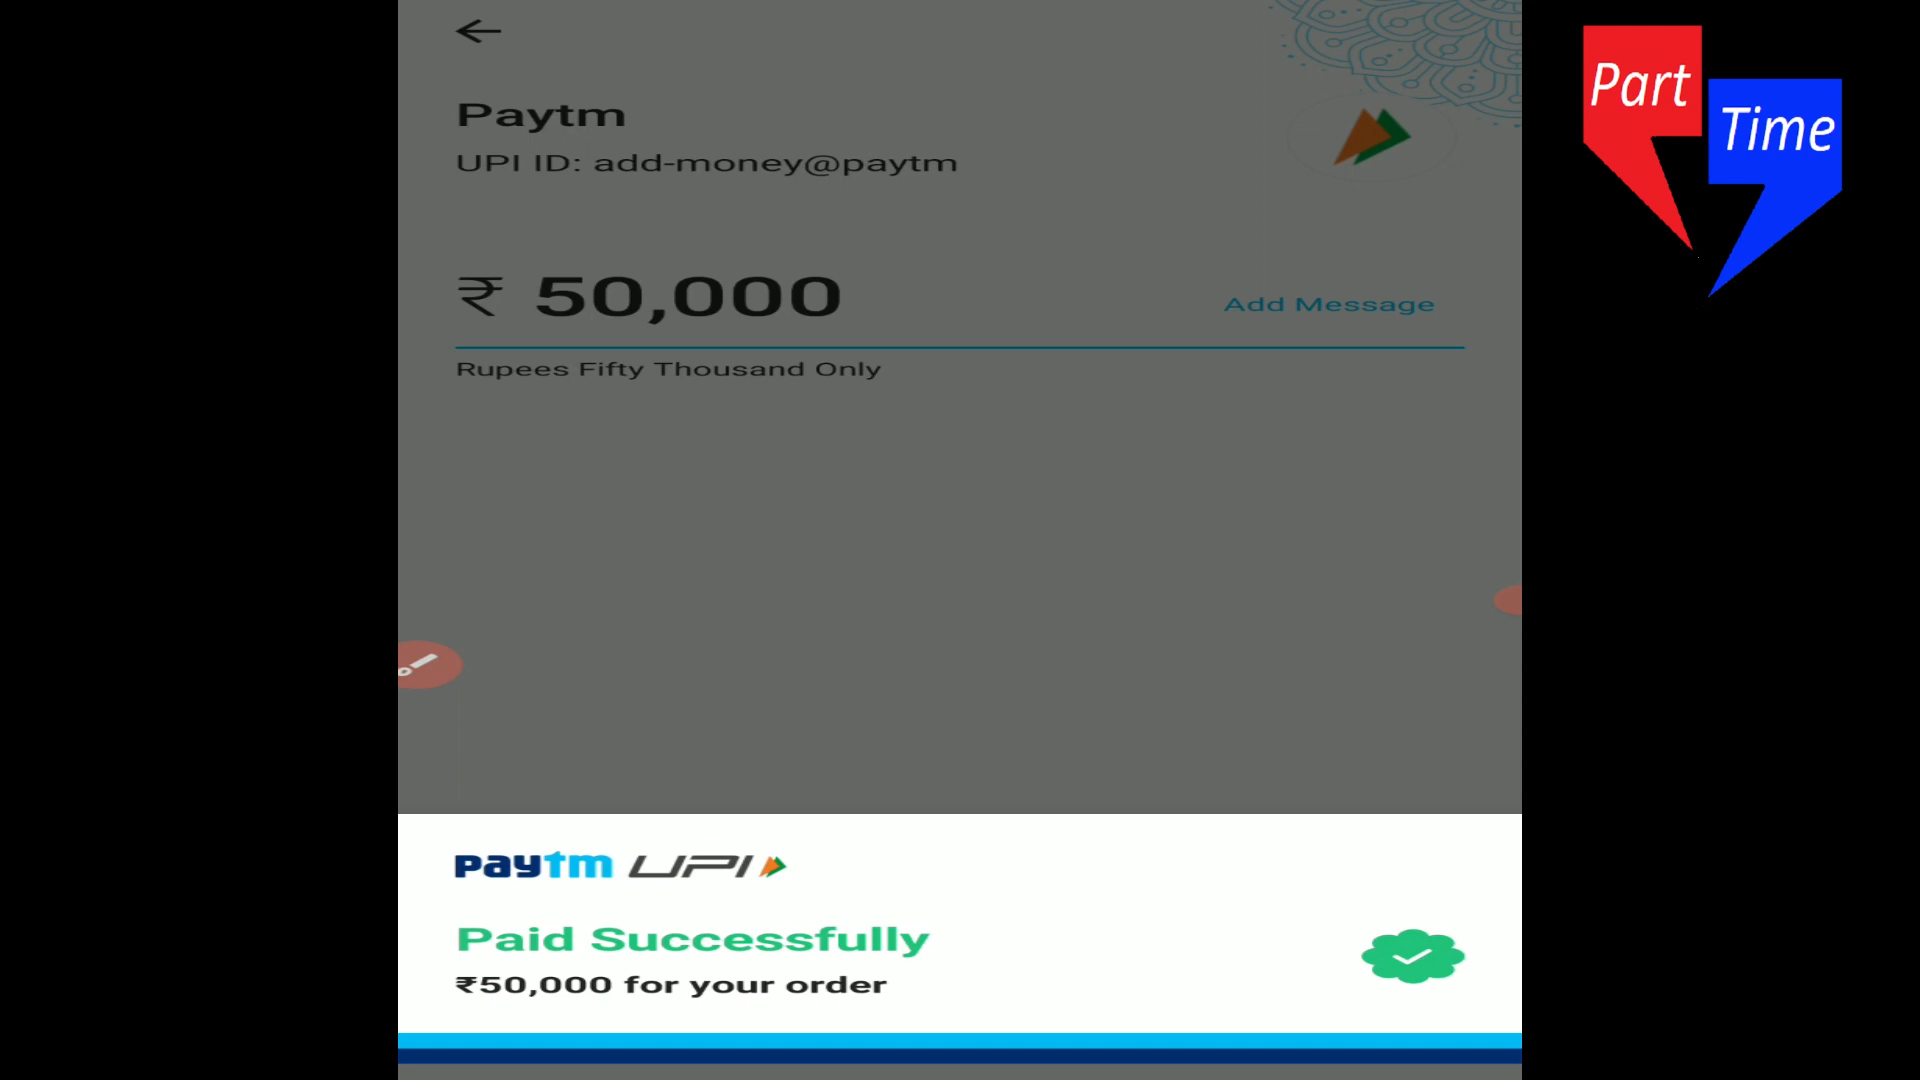 Part
Time
Paytm
UPI ID: add-money@paytm
₹ 50,000
Add Message
Rupees Fifty Thousand Only
paytm UPI
Paid Successfully
₹50,000 for your order